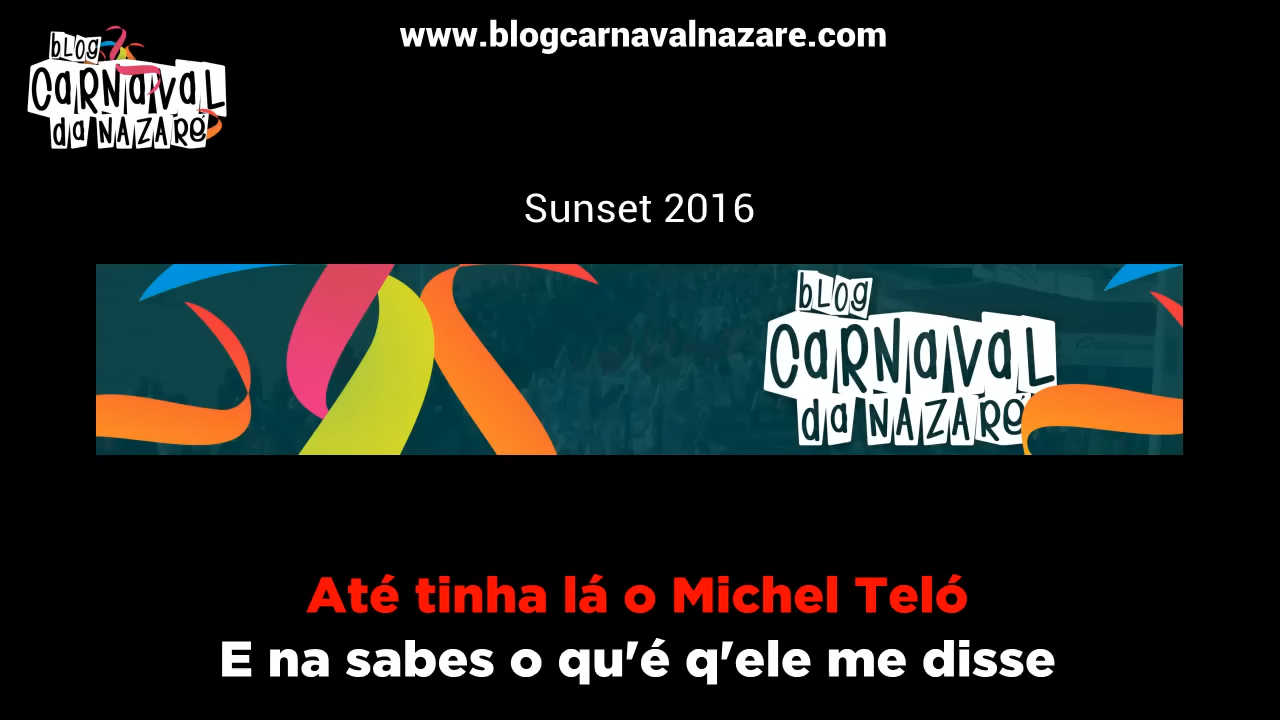 www.blogcarnavalnazare.com
bLOg
CaRNaVaL
da NAZARé
Sunset 2016
bLOg
CaRNaVaL
da NAZARé
Até tinha lá o Michel Teló
E na sabes o qu'é q'ele me disse